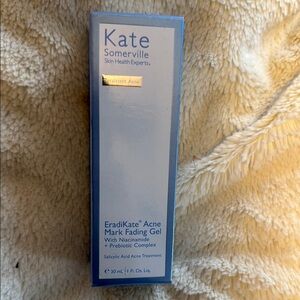 Kate
Somerville
Skin Health Experts.
EradiKate® Acne
Mark Fading Gel
With Niacinamide
+ Prebiotic Complex
Salicylic Acid Acne Treatment
℮ 30 mL | 1 Fl. Oz. Liq.